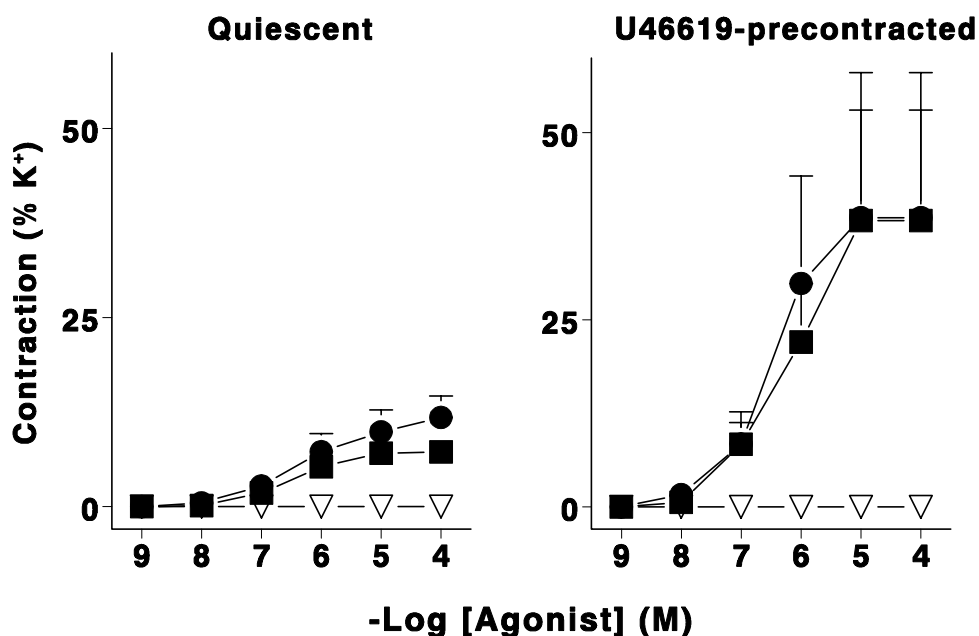 Quiescent
U46619-precontracted
Contraction (% K⁺)
50
25
0
9 8 7 6 5 4
50
25
0
9 8 7 6 5 4
-Log [Agonist] (M)